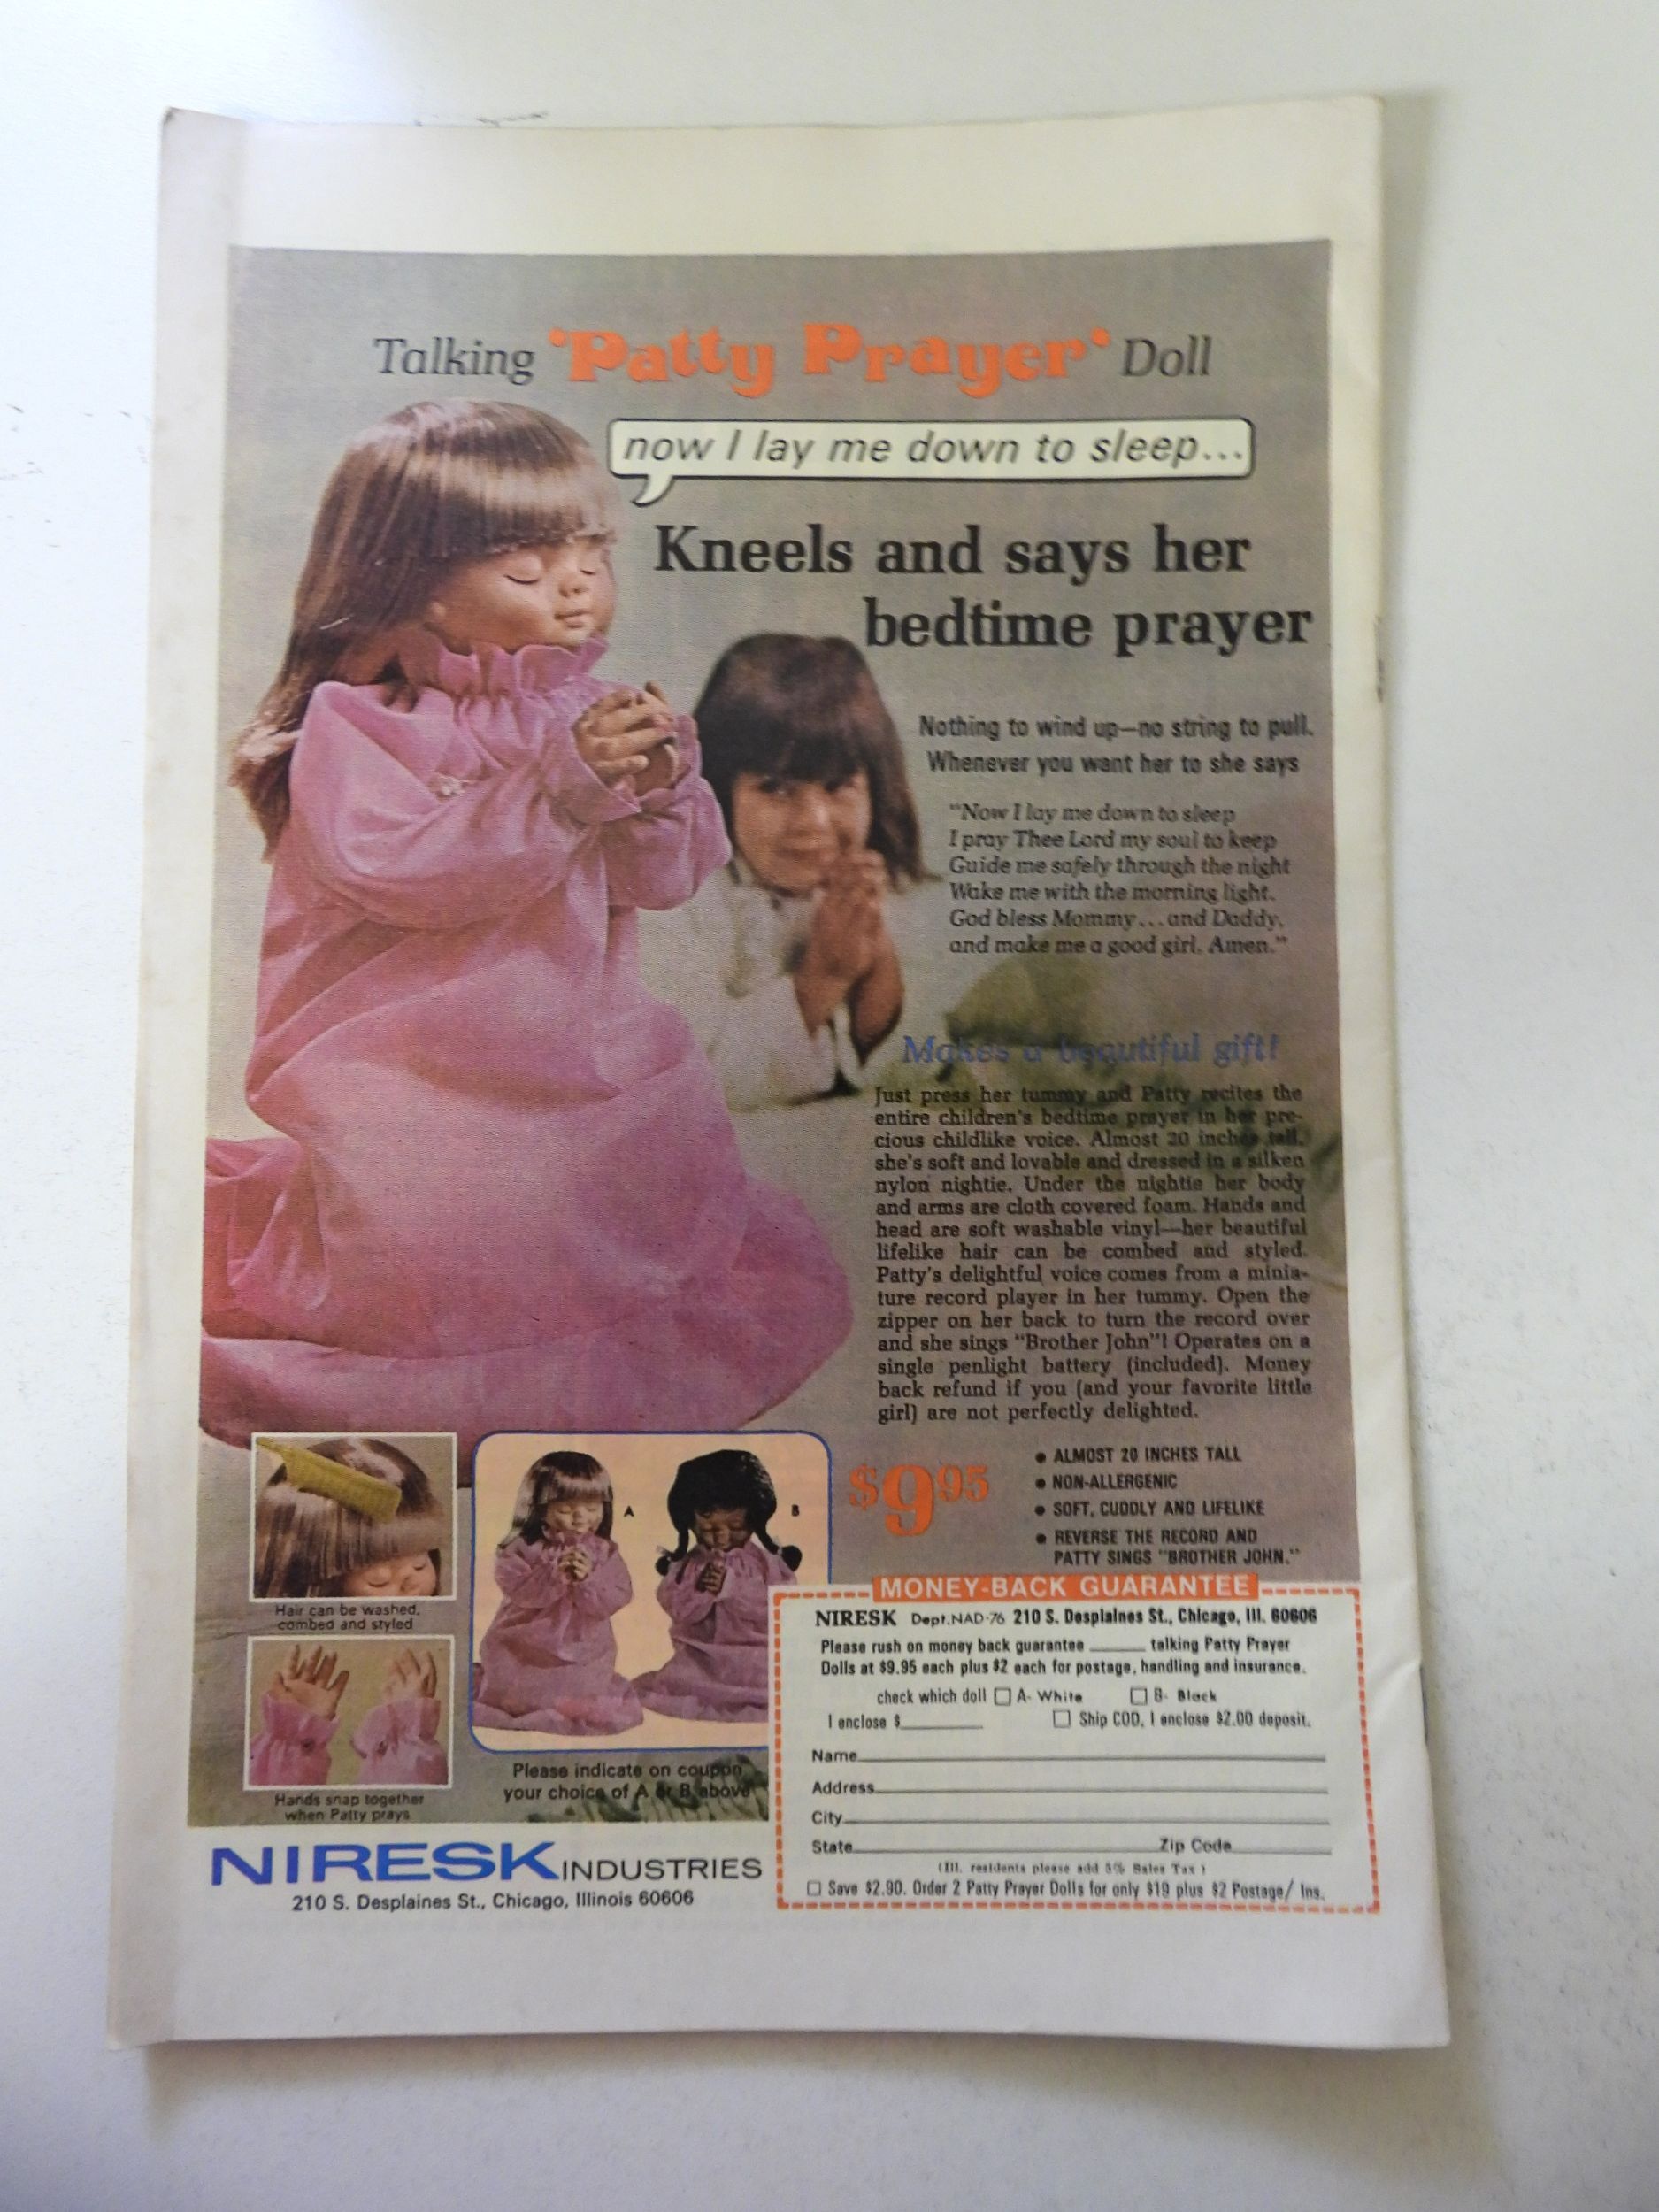 Talking 'Patty Prayer' Doll
now I lay me down to sleep...
Kneels and says her
bedtime prayer
Nothing to wind up—no string to pull.
Whenever you want her to she says
"Now I lay me down to sleep
I pray Thee Lord my soul to keep
Guide me safely through the night
Wake me with the morning light.
God bless Mommy...and Daddy,
and make me a good girl. Amen."
Makes a beautiful gift!
Just press her tummy and Patty recites the
entire children's bedtime prayer in her pre-
cious childlike voice. Almost 20 inches tall,
she's soft and lovable and dressed in a silken
nylon nightie. Under the nightie her body
and arms are cloth covered foam. Hands and
head are soft washable vinyl—her beautiful
lifelike hair can be combed and styled.
Patty's delightful voice comes from a minia-
ture record player in her tummy. Open the
zipper on her back to turn the record over
and she sings "Brother John"! Operates on a
single penlight battery (included). Money
back refund if you (and your favorite little
girl) are not perfectly delighted.
$9.95
• ALMOST 20 INCHES TALL
• NON-ALLERGENIC
• SOFT, CUDDLY AND LIFELIKE
• REVERSE THE RECORD AND
PATTY SINGS "BROTHER JOHN."
Hair can be washed,
combed and styled
Hands snap together
when Patty prays
A
B
Please indicate on coupon
your choice of A or B above
NIRESK INDUSTRIES
210 S. Desplaines St., Chicago, Illinois 60606
MONEY-BACK GUARANTEE
NIRESK Dept.NAD-76 210 S. Desplaines St., Chicago, Ill. 60606
Please rush on money back guarantee ______ talking Patty Prayer
Dolls at $9.95 each plus $2 each for postage, handling and insurance.
check which doll □ A- White □ B- Black
I enclose $________ □ Ship COD, I enclose $2.00 deposit.
Name
Address
City
State Zip Code
(Ill. residents please add 5% Sales Tax)
□ Save $2.90. Order 2 Patty Prayer Dolls for only $19 plus $2 Postage/ Ins.